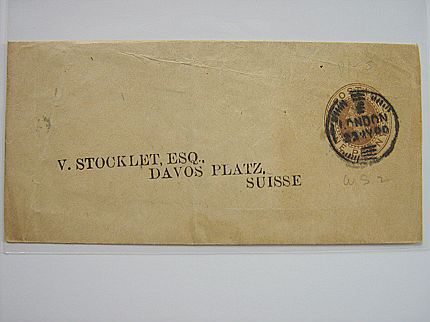 LONDON
V. STOCKLET, ESQ.,
DAVOS PLATZ,
SUISSE